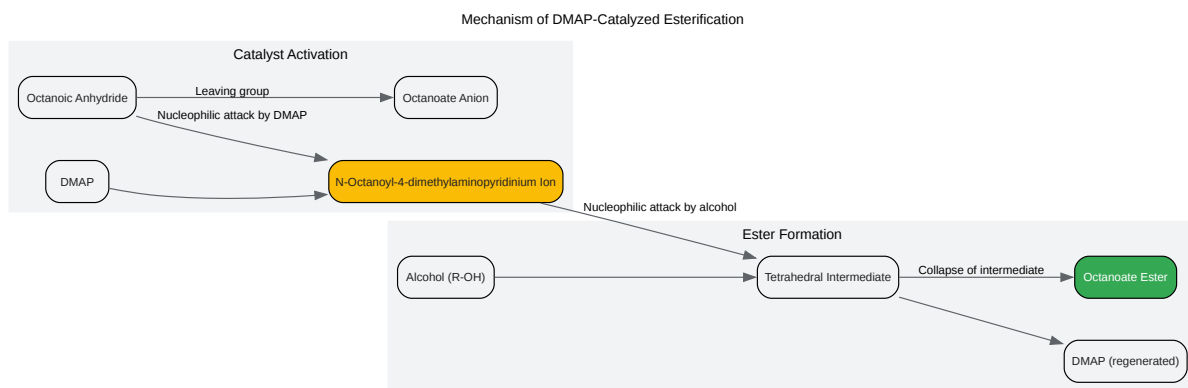 Mechanism of DMAP-Catalyzed Esterification
Catalyst Activation
Octanoic Anhydride
Leaving group
Octanoate Anion
Nucleophilic attack by DMAP
DMAP
N-Octanoyl-4-dimethylaminopyridinium Ion
Nucleophilic attack by alcohol
Ester Formation
Alcohol (R-OH)
Tetrahedral Intermediate
Collapse of intermediate
Octanoate Ester
DMAP (regenerated)